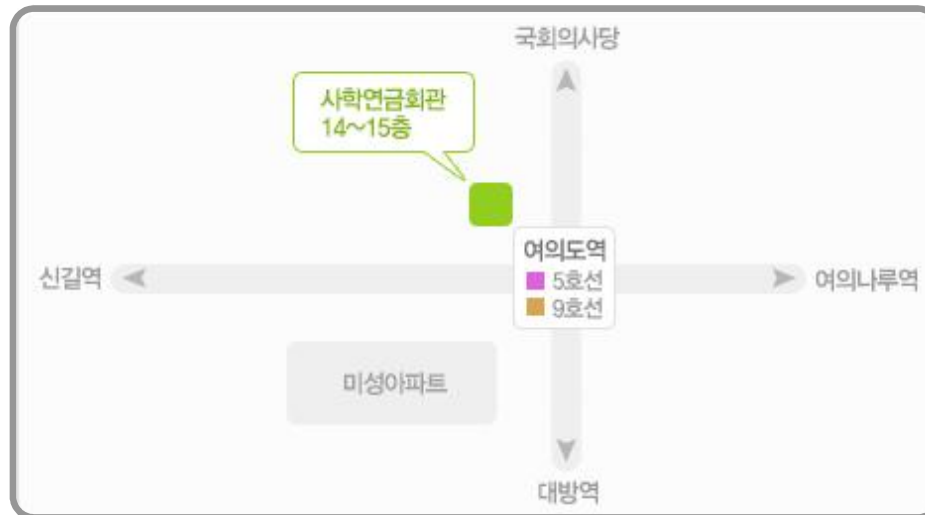 국회의사당
사학연금회관
14~15층
여의도역
5호선
9호선
신길역
여의나루역
미성아파트
대방역